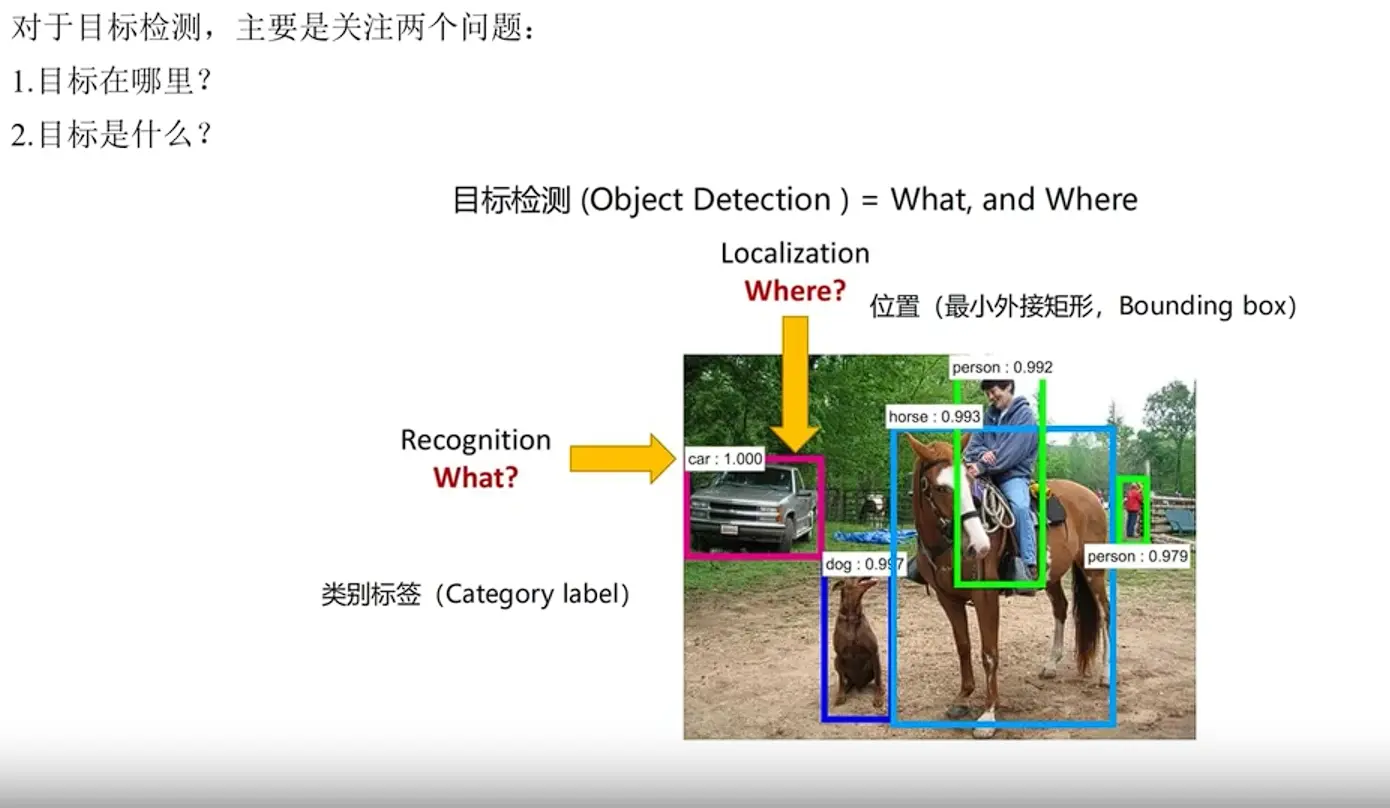 对于目标检测，主要是关注两个问题：
1.目标在哪里？
2.目标是什么？
目标检测 (Object Detection ) = What, and Where
Localization
Where?
位置（最小外接矩形，Bounding box）
person : 0.992
horse : 0.993
Recognition
What?
car : 1.000
dog : 0.997
person : 0.979
类别标签（Category label）